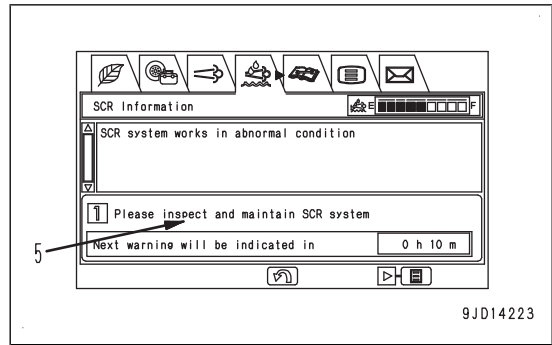 SCR Information
E F
SCR system works in abnormal condition
1 Please inspect and maintain SCR system
5
Next warning will be indicated in 0 h 10 m
9JD14223